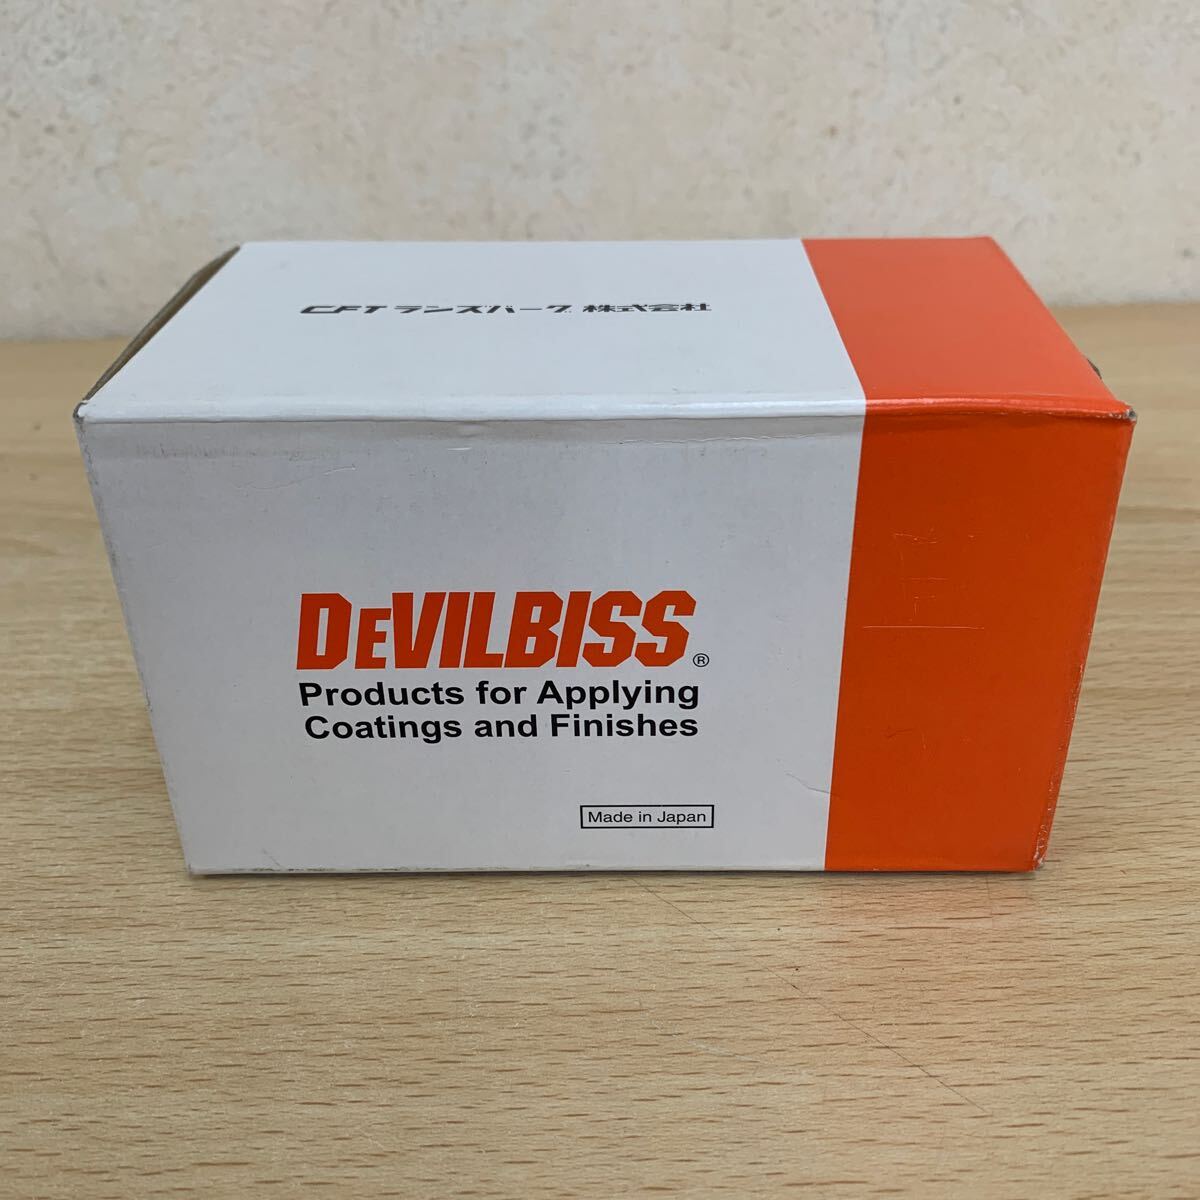 CFT ランズバーグ 株式会社
DEVILBISS®
Products for Applying
Coatings and Finishes
Made in Japan